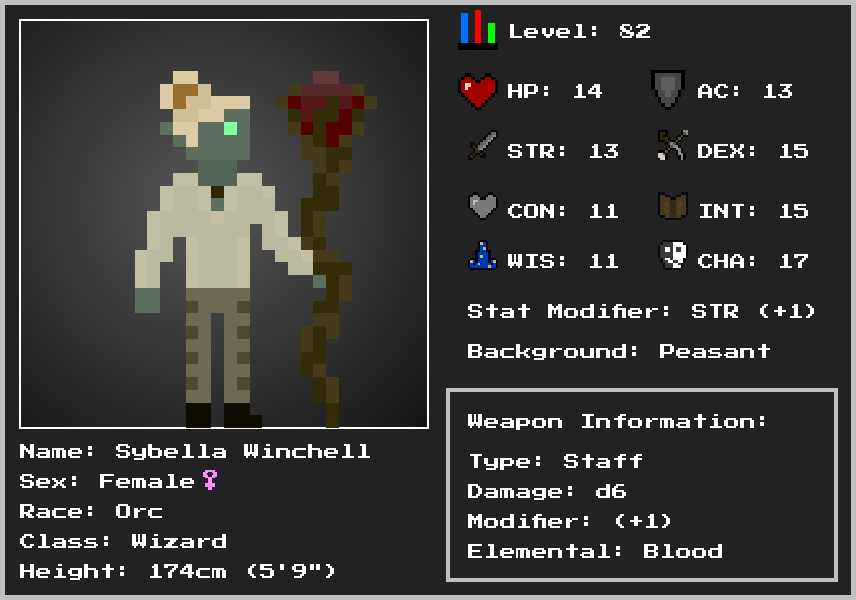 Level: 82
HP: 14 AC: 13
STR: 13 DEX: 15
CON: 11 INT: 15
WIS: 11 CHA: 17
Stat Modifier: STR (+1)
Background: Peasant
Weapon Information:
Type: Staff
Damage: d6
Modifier: (+1)
Elemental: Blood
Name: Sybella Winchell
Sex: Female♀
Race: Orc
Class: Wizard
Height: 174cm (5'9")